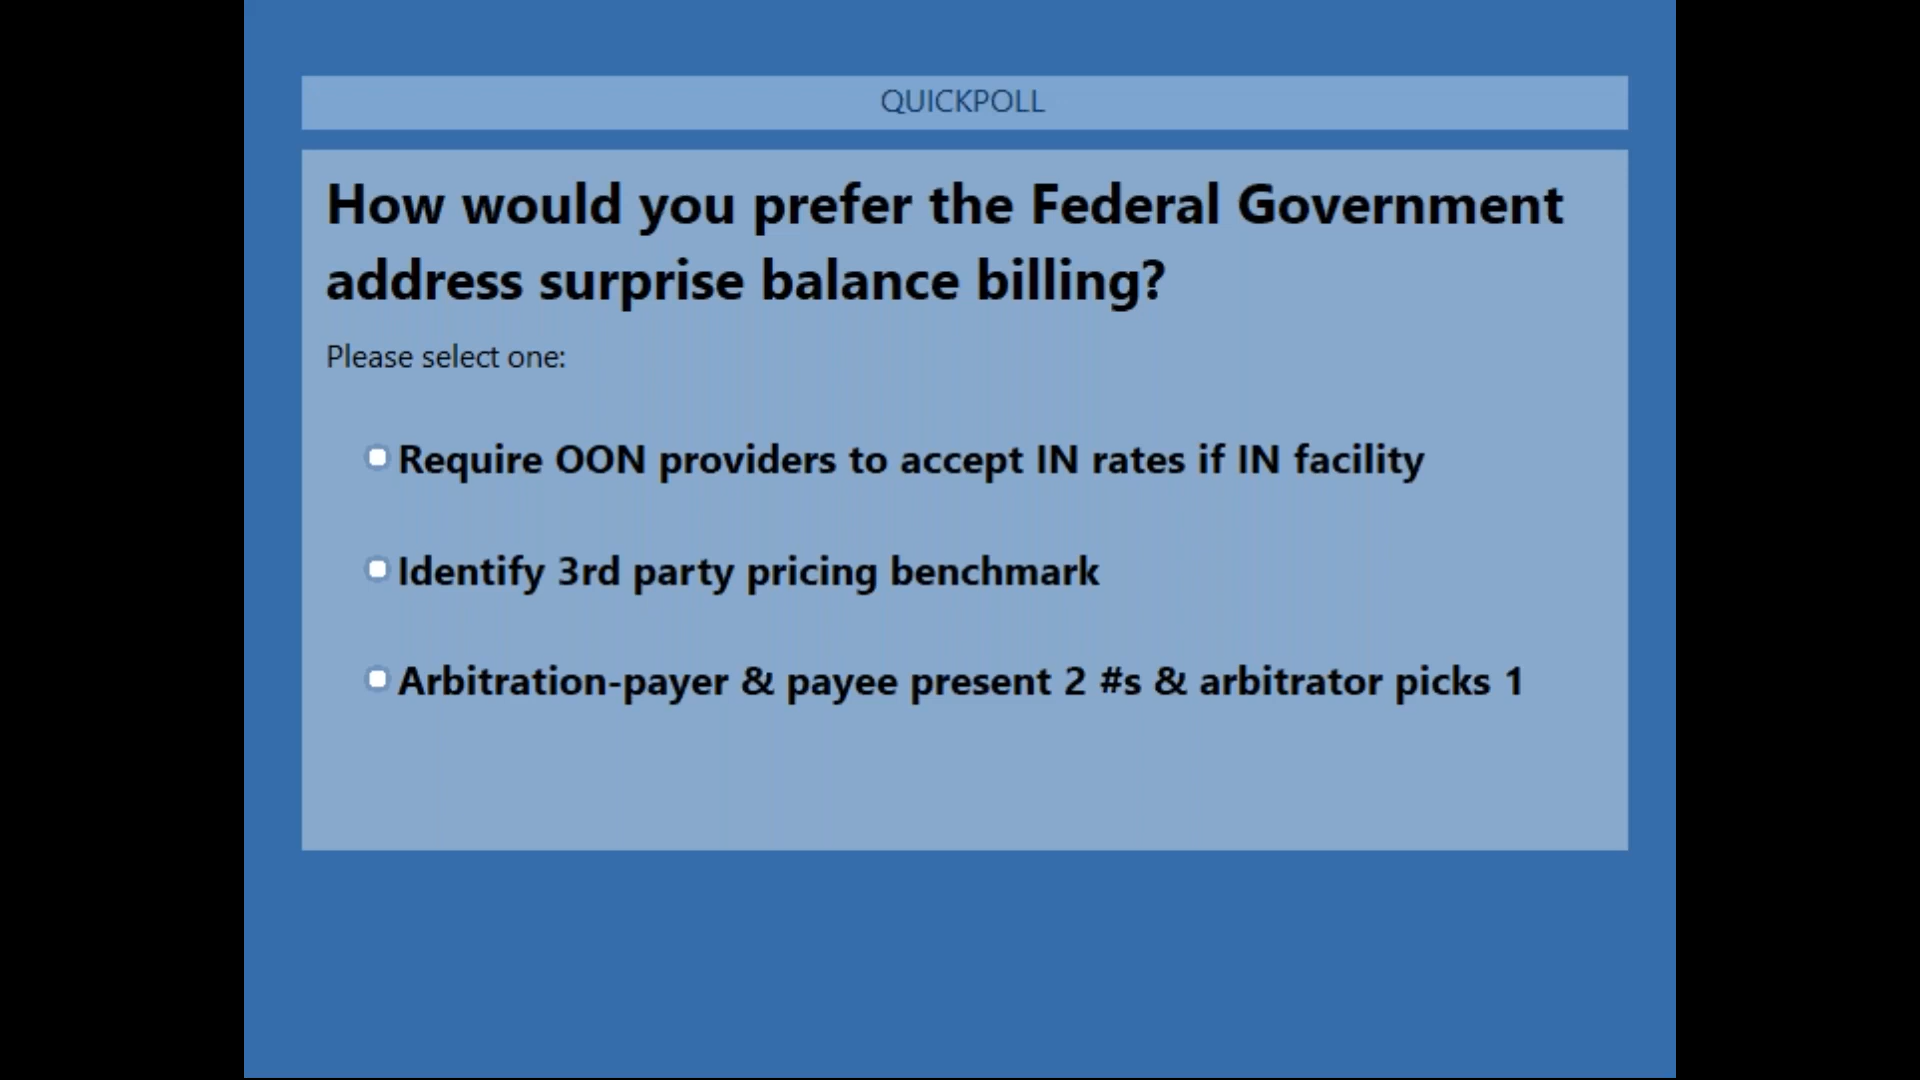 QUICKPOLL
How would you prefer the Federal Government
address surprise balance billing?
Please select one:
Require OON providers to accept IN rates if IN facility
Identify 3rd party pricing benchmark
Arbitration-payer & payee present 2 #s & arbitrator picks 1